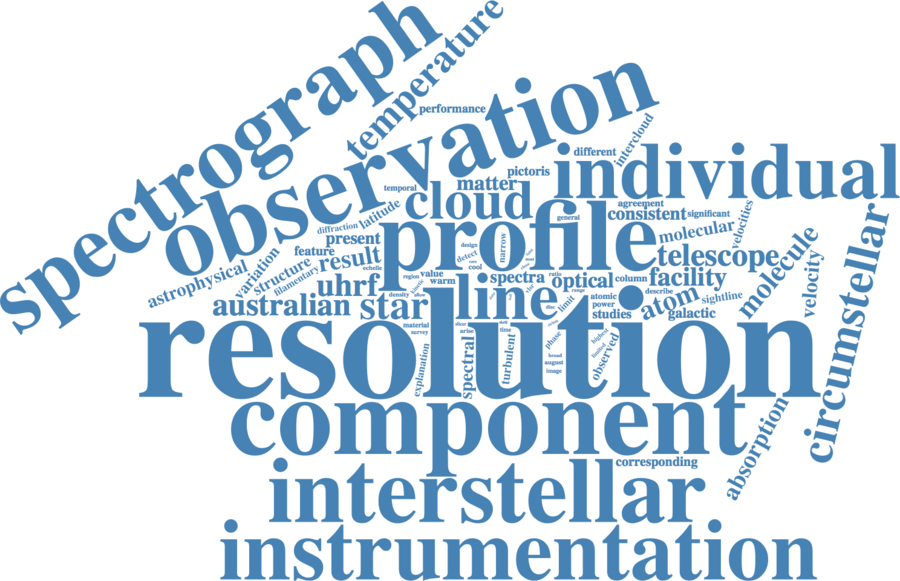 spectrograph
temperature
performance
observation
intercloud
different
individual
pictoris
matter
temporal
cloud
latitude
agreement
consistent
significant
velocities
general
diffraction
profile
narrow
molecular
present
feature
variation
structure
result
astrophysical
filamentary
echelle
design
detect
cool
telescope
molecule
circumstellar
velocity
uhrf
region
value
warm
spectra
ratio
optical
column
facility
describe
australian
star
density
line
limit
atomic
power
studies
atom
sightline
galactic
resolution
material
survey
arise
time
explanation
spectral
turbulent
phase
broad
august
image
highest
limited
observed
component
absorption
corresponding
interstellar
instrumentation